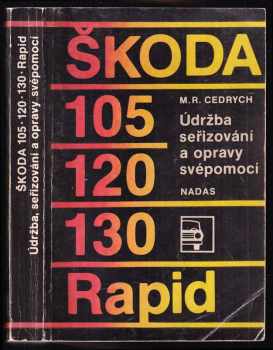 ŠKODA 105·120·130·Rapid
Údržba, seřizování a opravy svépomocí
ŠKODA
105
M. R. CEDRYCH
Údržba
seřizování
a opravy
svépomocí
NADAS
120
130
Rapid